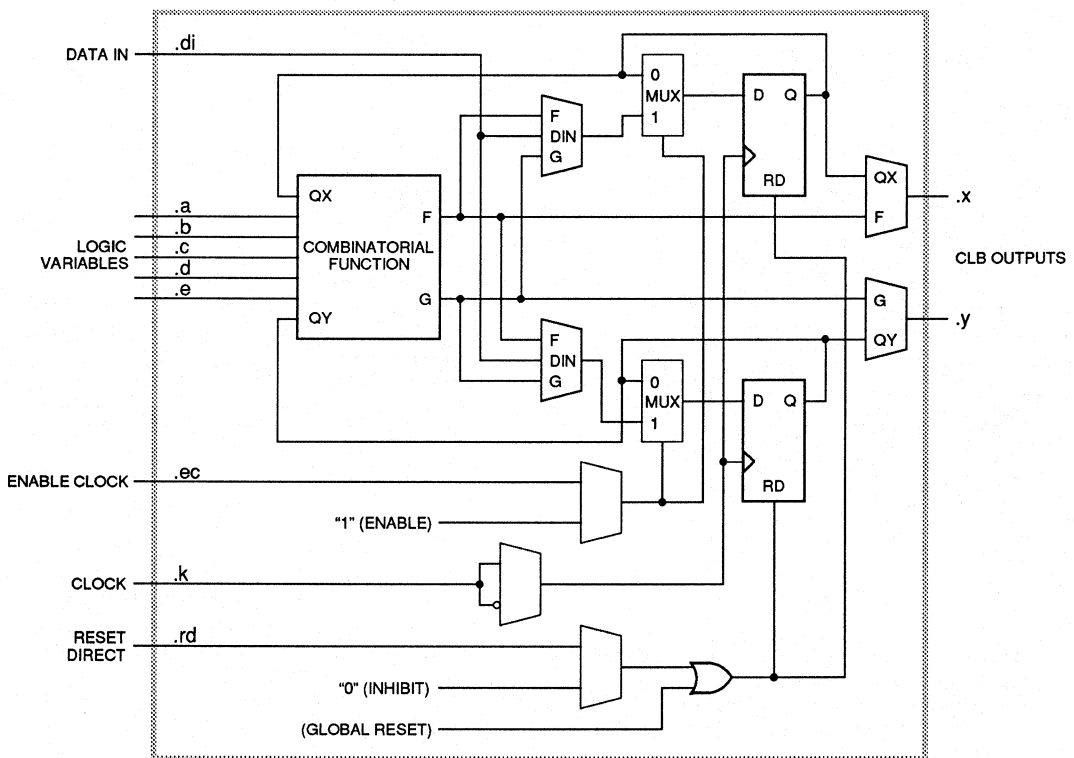 DATA IN
.di
0
MUX
1
D Q
RD
F
DIN
G
QX
F
.x
QX
F
COMBINATORIAL
FUNCTION
G
QY
LOGIC
VARIABLES
.a
.b
.c
.d
.e
CLB OUTPUTS
G
QY
.y
F
DIN
G
0
MUX
1
D Q
RD
ENABLE CLOCK
.ec
“1” (ENABLE)
CLOCK
.k
RESET
DIRECT
.rd
“0” (INHIBIT)
(GLOBAL RESET)